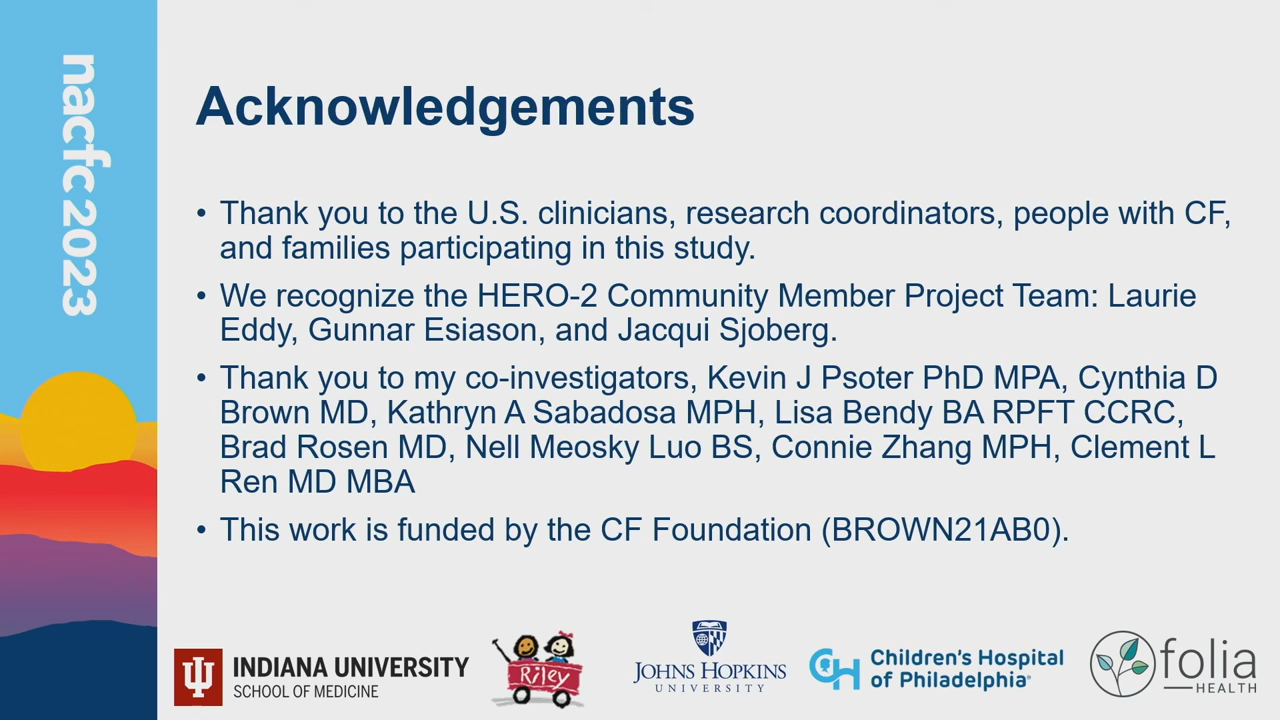 nacfc 2023
Acknowledgements
• Thank you to the U.S. clinicians, research coordinators, people with CF,
and families participating in this study.
• We recognize the HERO-2 Community Member Project Team: Laurie
Eddy, Gunnar Esiason, and Jacqui Sjoberg.
• Thank you to my co-investigators, Kevin J Psoter PhD MPA, Cynthia D
Brown MD, Kathryn A Sabadosa MPH, Lisa Bendy BA RPFT CCRC,
Brad Rosen MD, Nell Meosky Luo BS, Connie Zhang MPH, Clement L
Ren MD MBA
• This work is funded by the CF Foundation (BROWN21AB0).
INDIANA UNIVERSITY
SCHOOL OF MEDICINE
Riley
JOHNS HOPKINS
UNIVERSITY
CH
Children's Hospital
of Philadelphia
folia
HEALTH